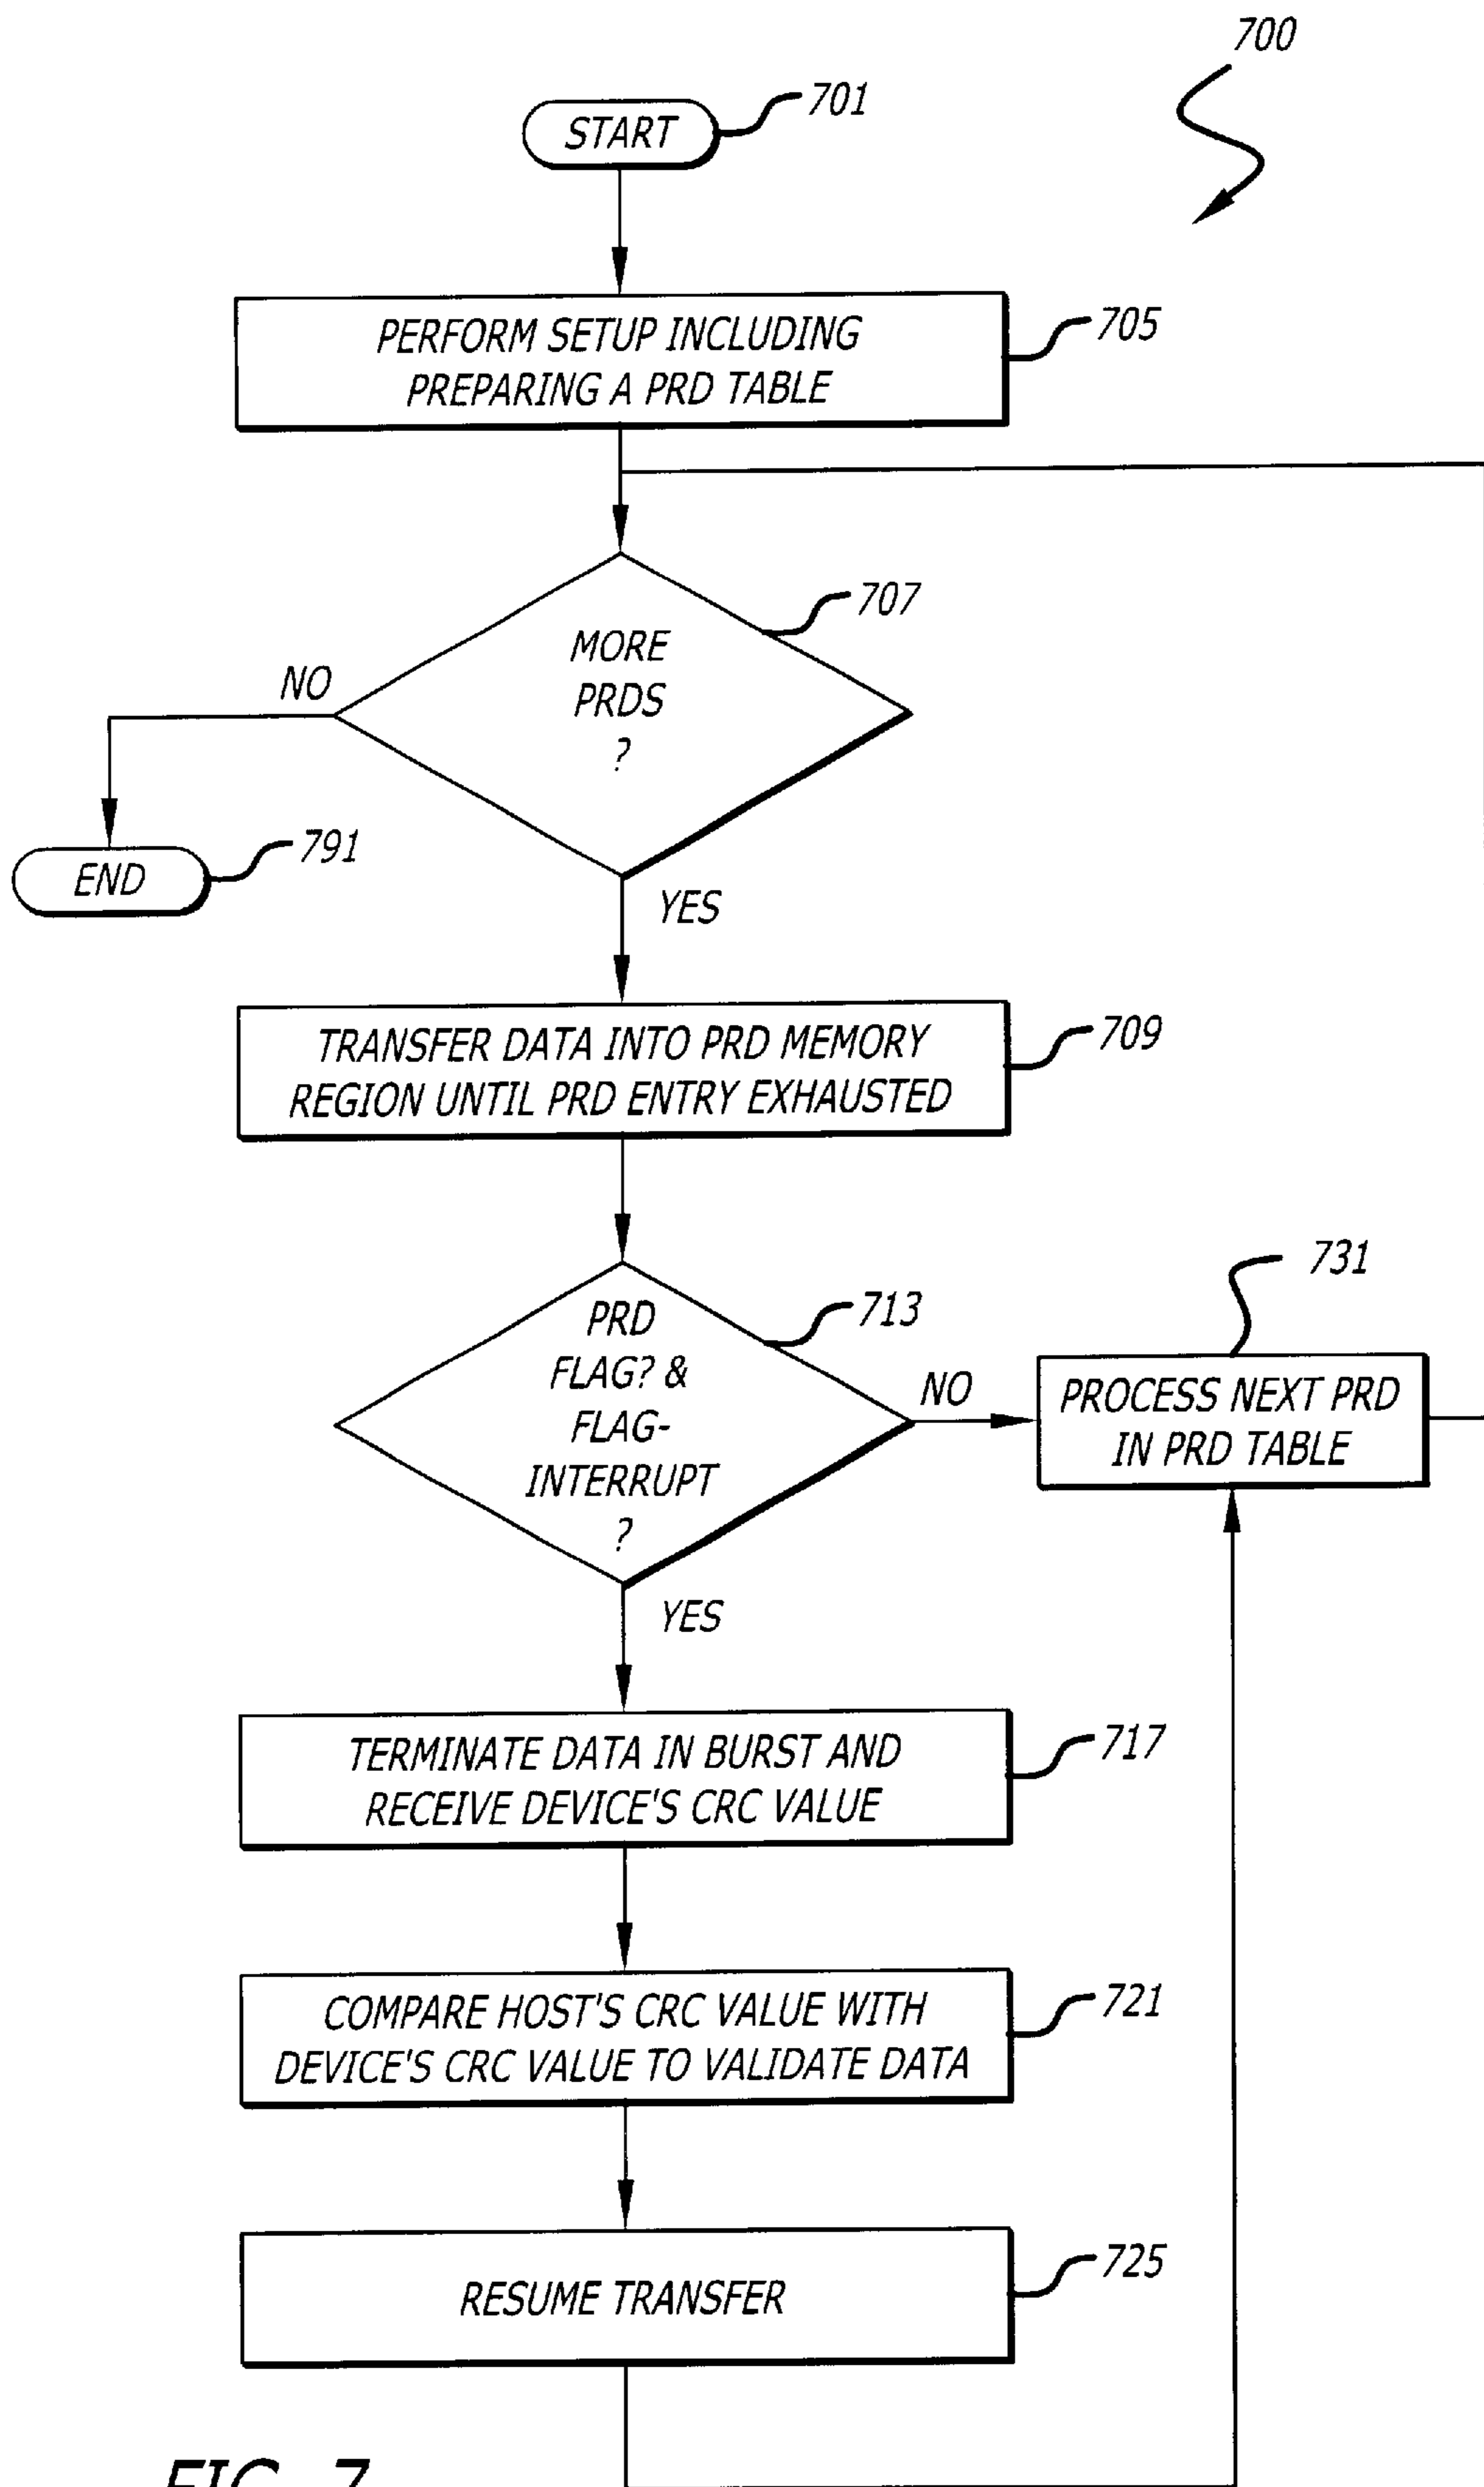 700
START
701
PERFORM SETUP INCLUDING
PREPARING A PRD TABLE
705
MORE
PRDS
?
707
NO
END
791
YES
TRANSFER DATA INTO PRD MEMORY
REGION UNTIL PRD ENTRY EXHAUSTED
709
PRD
FLAG? &
FLAG-
INTERRUPT
?
713
NO
731
PROCESS NEXT PRD
IN PRD TABLE
YES
TERMINATE DATA IN BURST AND
RECEIVE DEVICE'S CRC VALUE
717
COMPARE HOST'S CRC VALUE WITH
DEVICE'S CRC VALUE TO VALIDATE DATA
721
RESUME TRANSFER
725
FIG. 7